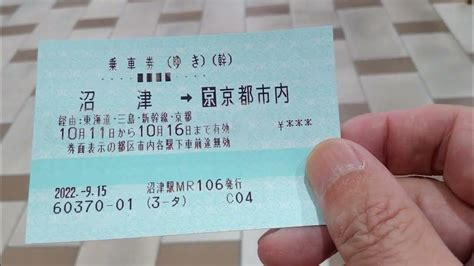 乗車券 (ゆき) (幹)
沼津 → 京 京都市内
経由:東海道・三島・新幹線・京都
10月11日から10月16日まで有効 ¥***
券面表示の都区市内各駅下車前途無効
2022.-9.15 沼津駅MR106発行
60370-01 (3-タ) C04